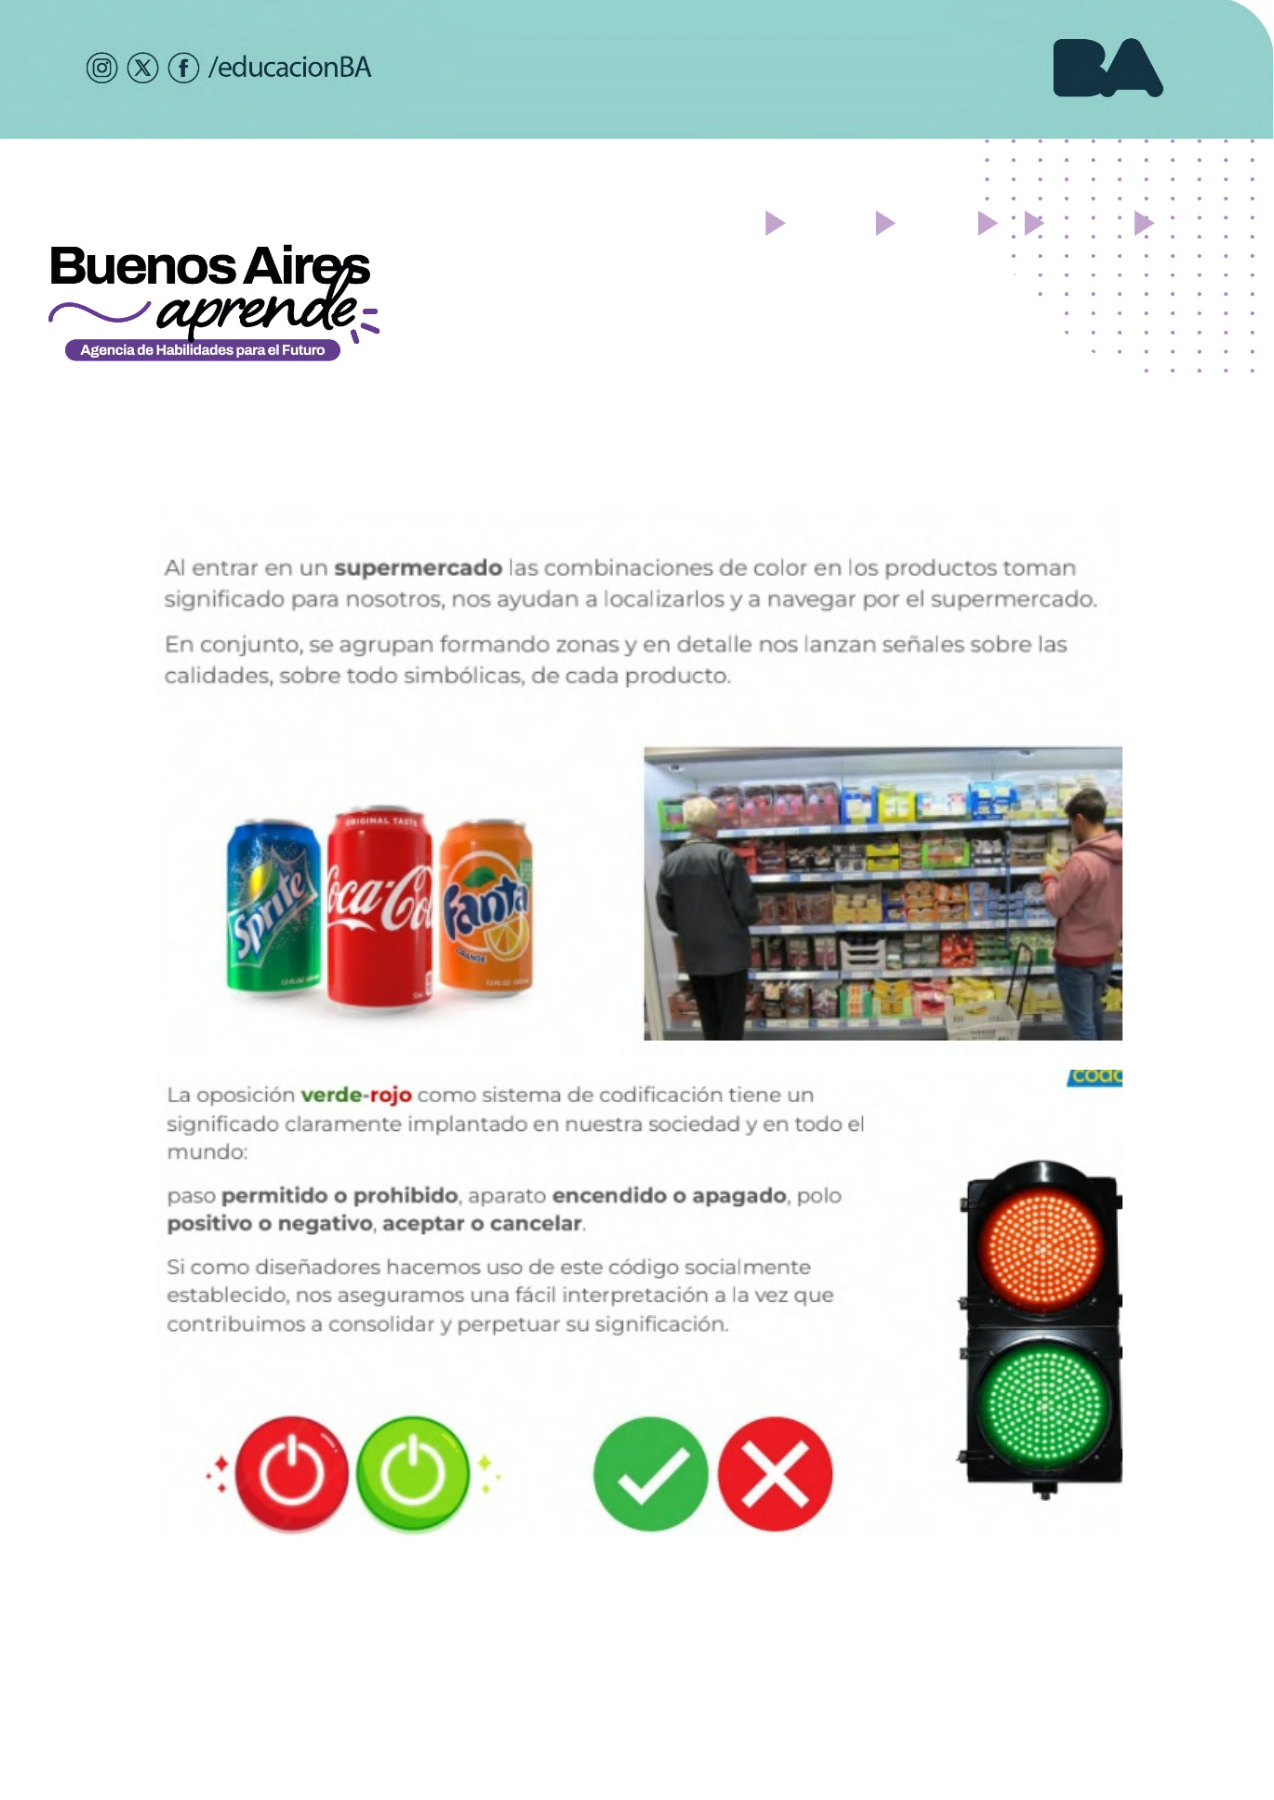 /educacionBA
BA
Buenos Aires
aprende
Agencia de Habilidades para el Futuro
Al entrar en un supermercado las combinaciones de color en los productos toman
significado para nosotros, nos ayudan a localizarlos y a navegar por el supermercado.
En conjunto, se agrupan formando zonas y en detalle nos lanzan señales sobre las
calidades, sobre todo simbólicas, de cada producto.
ORIGINAL TASTE
Sprite
Coca-Cola
Fanta
ORANGE
La oposición verde-rojo como sistema de codificación tiene un
significado claramente implantado en nuestra sociedad y en todo el
mundo:
paso permitido o prohibido, aparato encendido o apagado, polo
positivo o negativo, aceptar o cancelar.
Si como diseñadores hacemos uso de este código socialmente
establecido, nos aseguramos una fácil interpretación a la vez que
contribuimos a consolidar y perpetuar su significación.